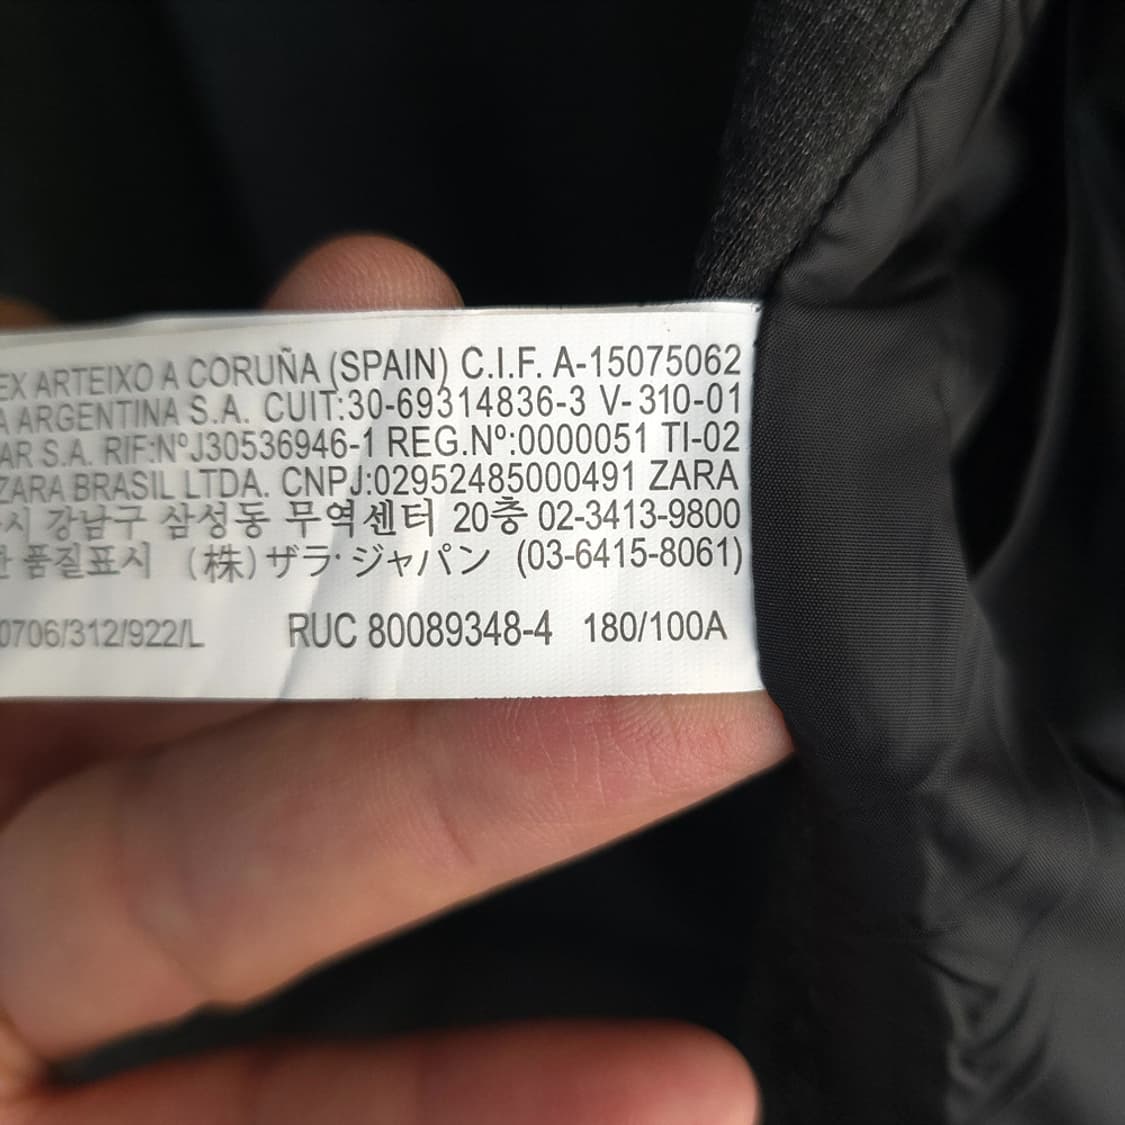 EX ARTEIXO A CORUÑA (SPAIN) C.I.F. A-15075062
A ARGENTINA S.A. CUIT:30-69314836-3 V-310-01
AR S.A. RIF:NºJ30536946-1 REG.Nº:0000051 TI-02
ZARA BRASIL LTDA. CNPJ:02952485000491 ZARA
시 강남구 삼성동 무역센터 20층 02-3413-9800
품질표시 (株)ザラ·ジャパン (03-6415-8061)
0706/312/922/L RUC 80089348-4 180/100A